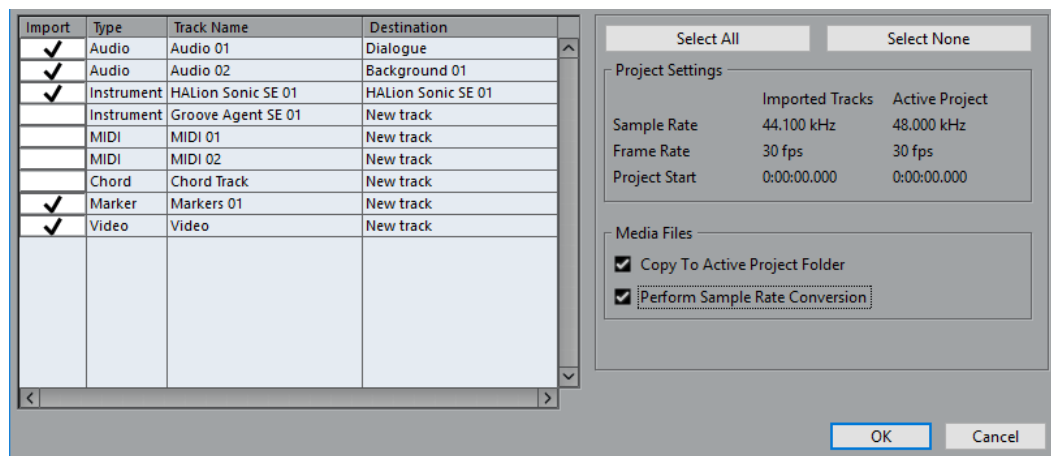 Import Type Track Name Destination
Audio Audio 01 Dialogue
Audio Audio 02 Background 01
Instrument HALion Sonic SE 01 HALion Sonic SE 01
Instrument Groove Agent SE 01 New track
MIDI MIDI 01 New track
MIDI MIDI 02 New track
Chord Chord Track New track
Marker Markers 01 New track
Video Video New track
Select All Select None
Project Settings
Imported Tracks Active Project
Sample Rate 44.100 kHz 48.000 kHz
Frame Rate 30 fps 30 fps
Project Start 0:00:00.000 0:00:00.000
Media Files
Copy To Active Project Folder
Perform Sample Rate Conversion
OK Cancel